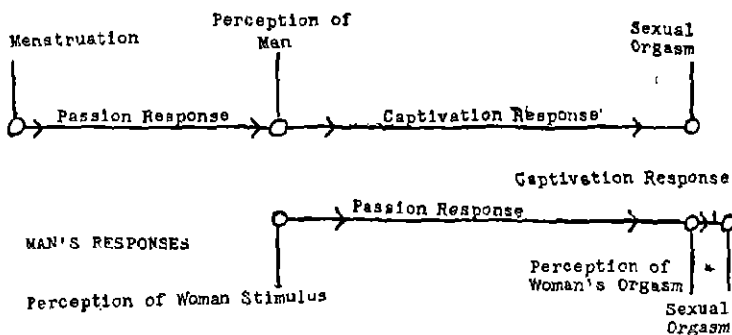 Perception of
Man
Menstruation
Sexual
Orgasm
Passion Response
Captivation Response
Captivation Response
Passion Response
MAN'S RESPONSES
Perception of
Woman's Orgasm
Perception of Woman Stimulus
Sexual
Orgasm